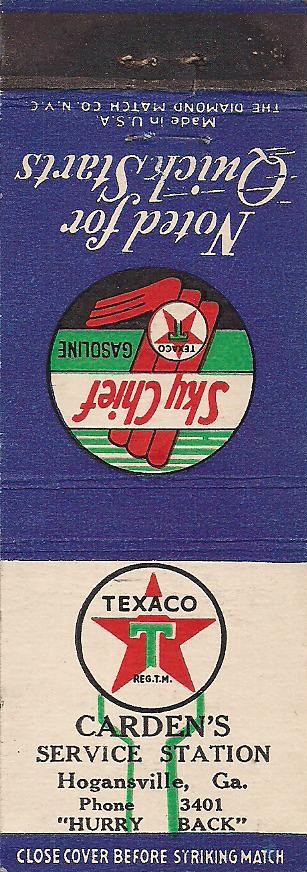 Made in U.S.A.
THE DIAMOND MATCH CO. N.Y.C
Noted for
Quick Starts
TEXACO
T
GASOLINE
Sky Chief
TEXACO
T
REG. T.M.
CARDEN'S
SERVICE STATION
Hogansville, Ga.
Phone 3401
"HURRY BACK"
CLOSE COVER BEFORE STRIKING MATCH